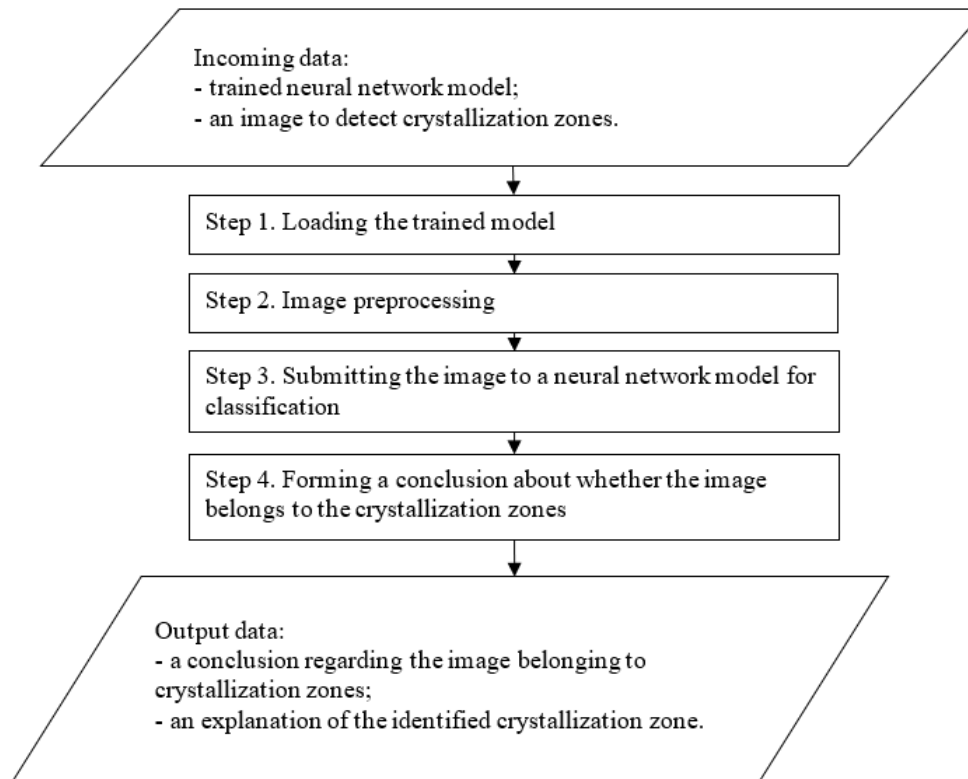 Incoming data:
- trained neural network model;
- an image to detect crystallization zones.
Step 1. Loading the trained model
Step 2. Image preprocessing
Step 3. Submitting the image to a neural network model for
classification
Step 4. Forming a conclusion about whether the image
belongs to the crystallization zones
Output data:
- a conclusion regarding the image belonging to
crystallization zones;
- an explanation of the identified crystallization zone.